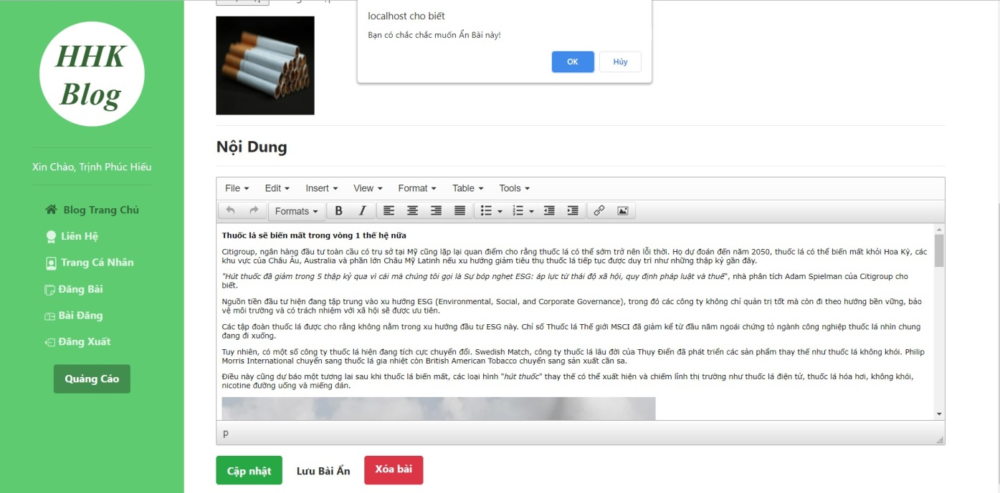 localhost cho biết
Bạn có chắc chắc muốn Ẩn Bài này!
OK
Hủy
HHK
Blog
Xin Chào, Trịnh Phúc Hiếu
Blog Trang Chủ
Liên Hệ
Trang Cá Nhân
Đăng Bài
Bài Đăng
Đăng Xuất
Quảng Cáo
Nội Dung
File Edit Insert View Format Table Tools
Formats B I
Thuốc lá sẽ biến mất trong vòng 1 thế hệ nữa
Citigroup, ngân hàng đầu tư toàn cầu có trụ sở tại Mỹ cũng lặp lại quan điểm cho rằng thuốc lá có thể sớm trở nên lỗi thời. Họ dự đoán đến năm 2050, thuốc lá có thể biến mất khỏi Hoa Kỳ, các
khu vực của Châu Âu, Australia và phần lớn Châu Mỹ Latinh nếu xu hướng giảm tiêu thụ thuốc lá tiếp tục được duy trì như những thập kỷ gần đây.
"Hút thuốc đã giảm trong 5 thập kỷ qua vì cái mà chúng tôi gọi là Sự bóp nghẹt ESG: áp lực từ thái độ xã hội, quy định pháp luật và thuế", nhà phân tích Adam Spielman của Citigroup cho
biết.
Nguồn tiền đầu tư hiện đang tập trung vào xu hướng ESG (Environmental, Social, and Corporate Governance), trong đó các công ty không chỉ quản trị tốt mà còn đi theo hướng bền vững, bảo
vệ môi trường và có trách nhiệm với xã hội sẽ được ưu tiên.
Các tập đoàn thuốc lá được cho rằng không nằm trong xu hướng đầu tư ESG này. Chỉ số Thuốc lá Thế giới MSCI đã giảm kể từ đầu năm ngoái chứng tỏ ngành công nghiệp thuốc lá nhìn chung
đang đi xuống.
Tuy nhiên, có một số công ty thuốc lá hiện đang tích cực chuyển đổi. Swedish Match, công ty thuốc lá lâu đời của Thụy Điển đã phát triển các sản phẩm thay thế như thuốc lá không khói. Philip
Morris International chuyển sang thuốc lá gia nhiệt còn British American Tobacco chuyển sang sản xuất cần sa.
Điều này cũng dự báo một tương lai sau khi thuốc lá biến mất, các loại hình "hút thuốc" thay thế có thể xuất hiện và chiếm lĩnh thị trường như thuốc lá điện tử, thuốc lá hóa hơi, không khói,
nicotine đường uống và miếng dán.
p
Cập nhật
Lưu Bài Ẩn
Xóa bài